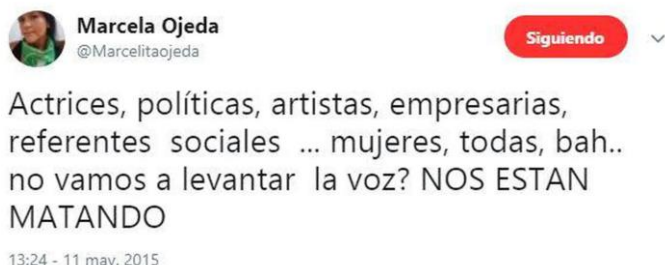 Marcela Ojeda
@Marcelitaojeda
Siguiendo
Actrices, políticas, artistas, empresarias,
referentes sociales ... mujeres, todas, bah..
no vamos a levantar la voz? NOS ESTAN
MATANDO
13:24 - 11 may. 2015